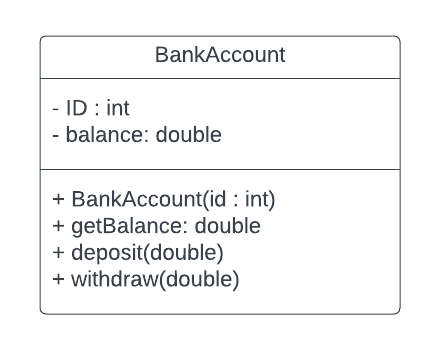 BankAccount
- ID : int
- balance: double
+ BankAccount(id : int)
+ getBalance: double
+ deposit(double)
+ withdraw(double)